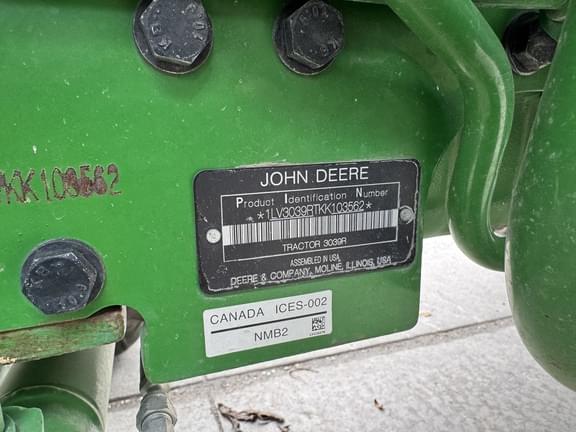 KK103562
JOHN DEERE
Product Identification Number
*1LV3039RTKK103562*
TRACTOR 3039R
ASSEMBLED IN USA
DEERE & COMPANY, MOLINE, ILLINOIS, USA
CANADA ICES-002
NMB2